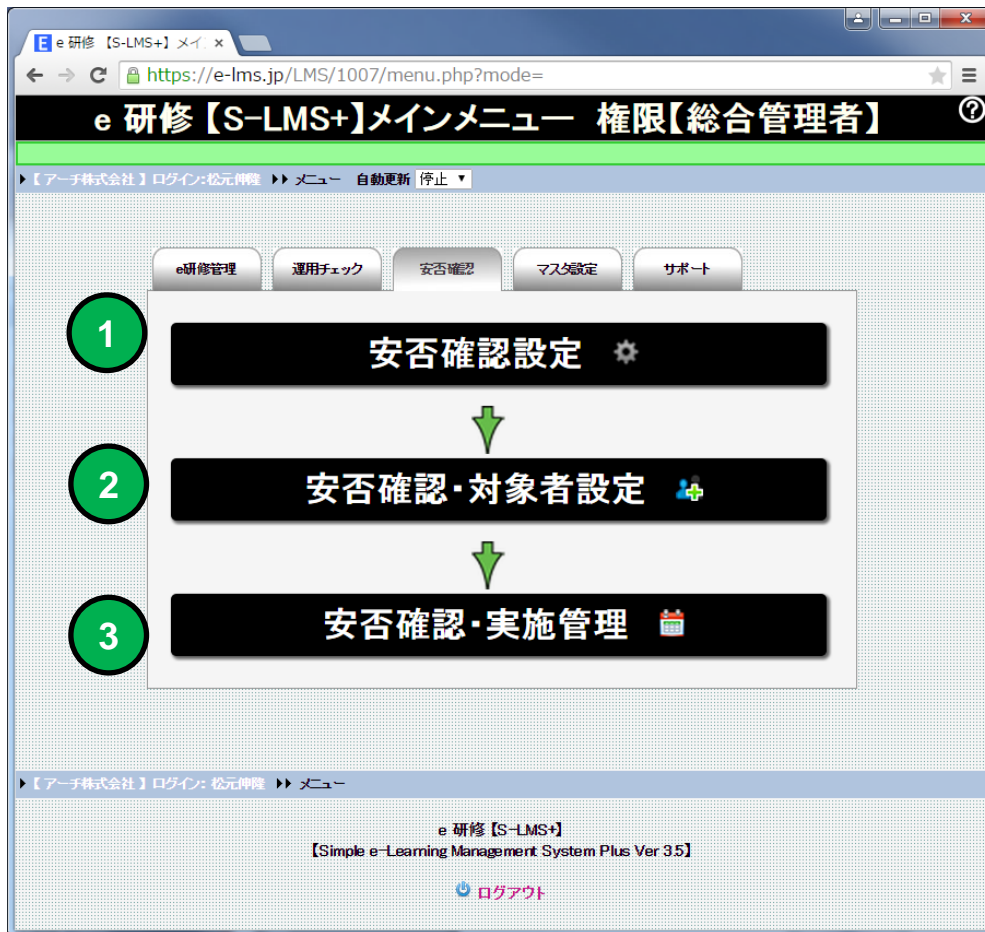 e 研修 【S-LMS+】 メイ
https://e-lms.jp/LMS/1007/menu.php?mode=
e 研修【S-LMS+】メインメニュー 権限【総合管理者】
【 アーチ株式会社 】ログイン:松元伸隆 メニュー 自動更新 停止
e研修管理 運用チェック 安否確認 マスタ設定 サポート
1
安否確認設定
2
安否確認・対象者設定
3
安否確認・実施管理
【 アーチ株式会社 】ログイン: 松元伸隆 メニュー
e 研修【S-LMS+】
【Simple e-Learning Management System Plus Ver 3.5】
ログアウト